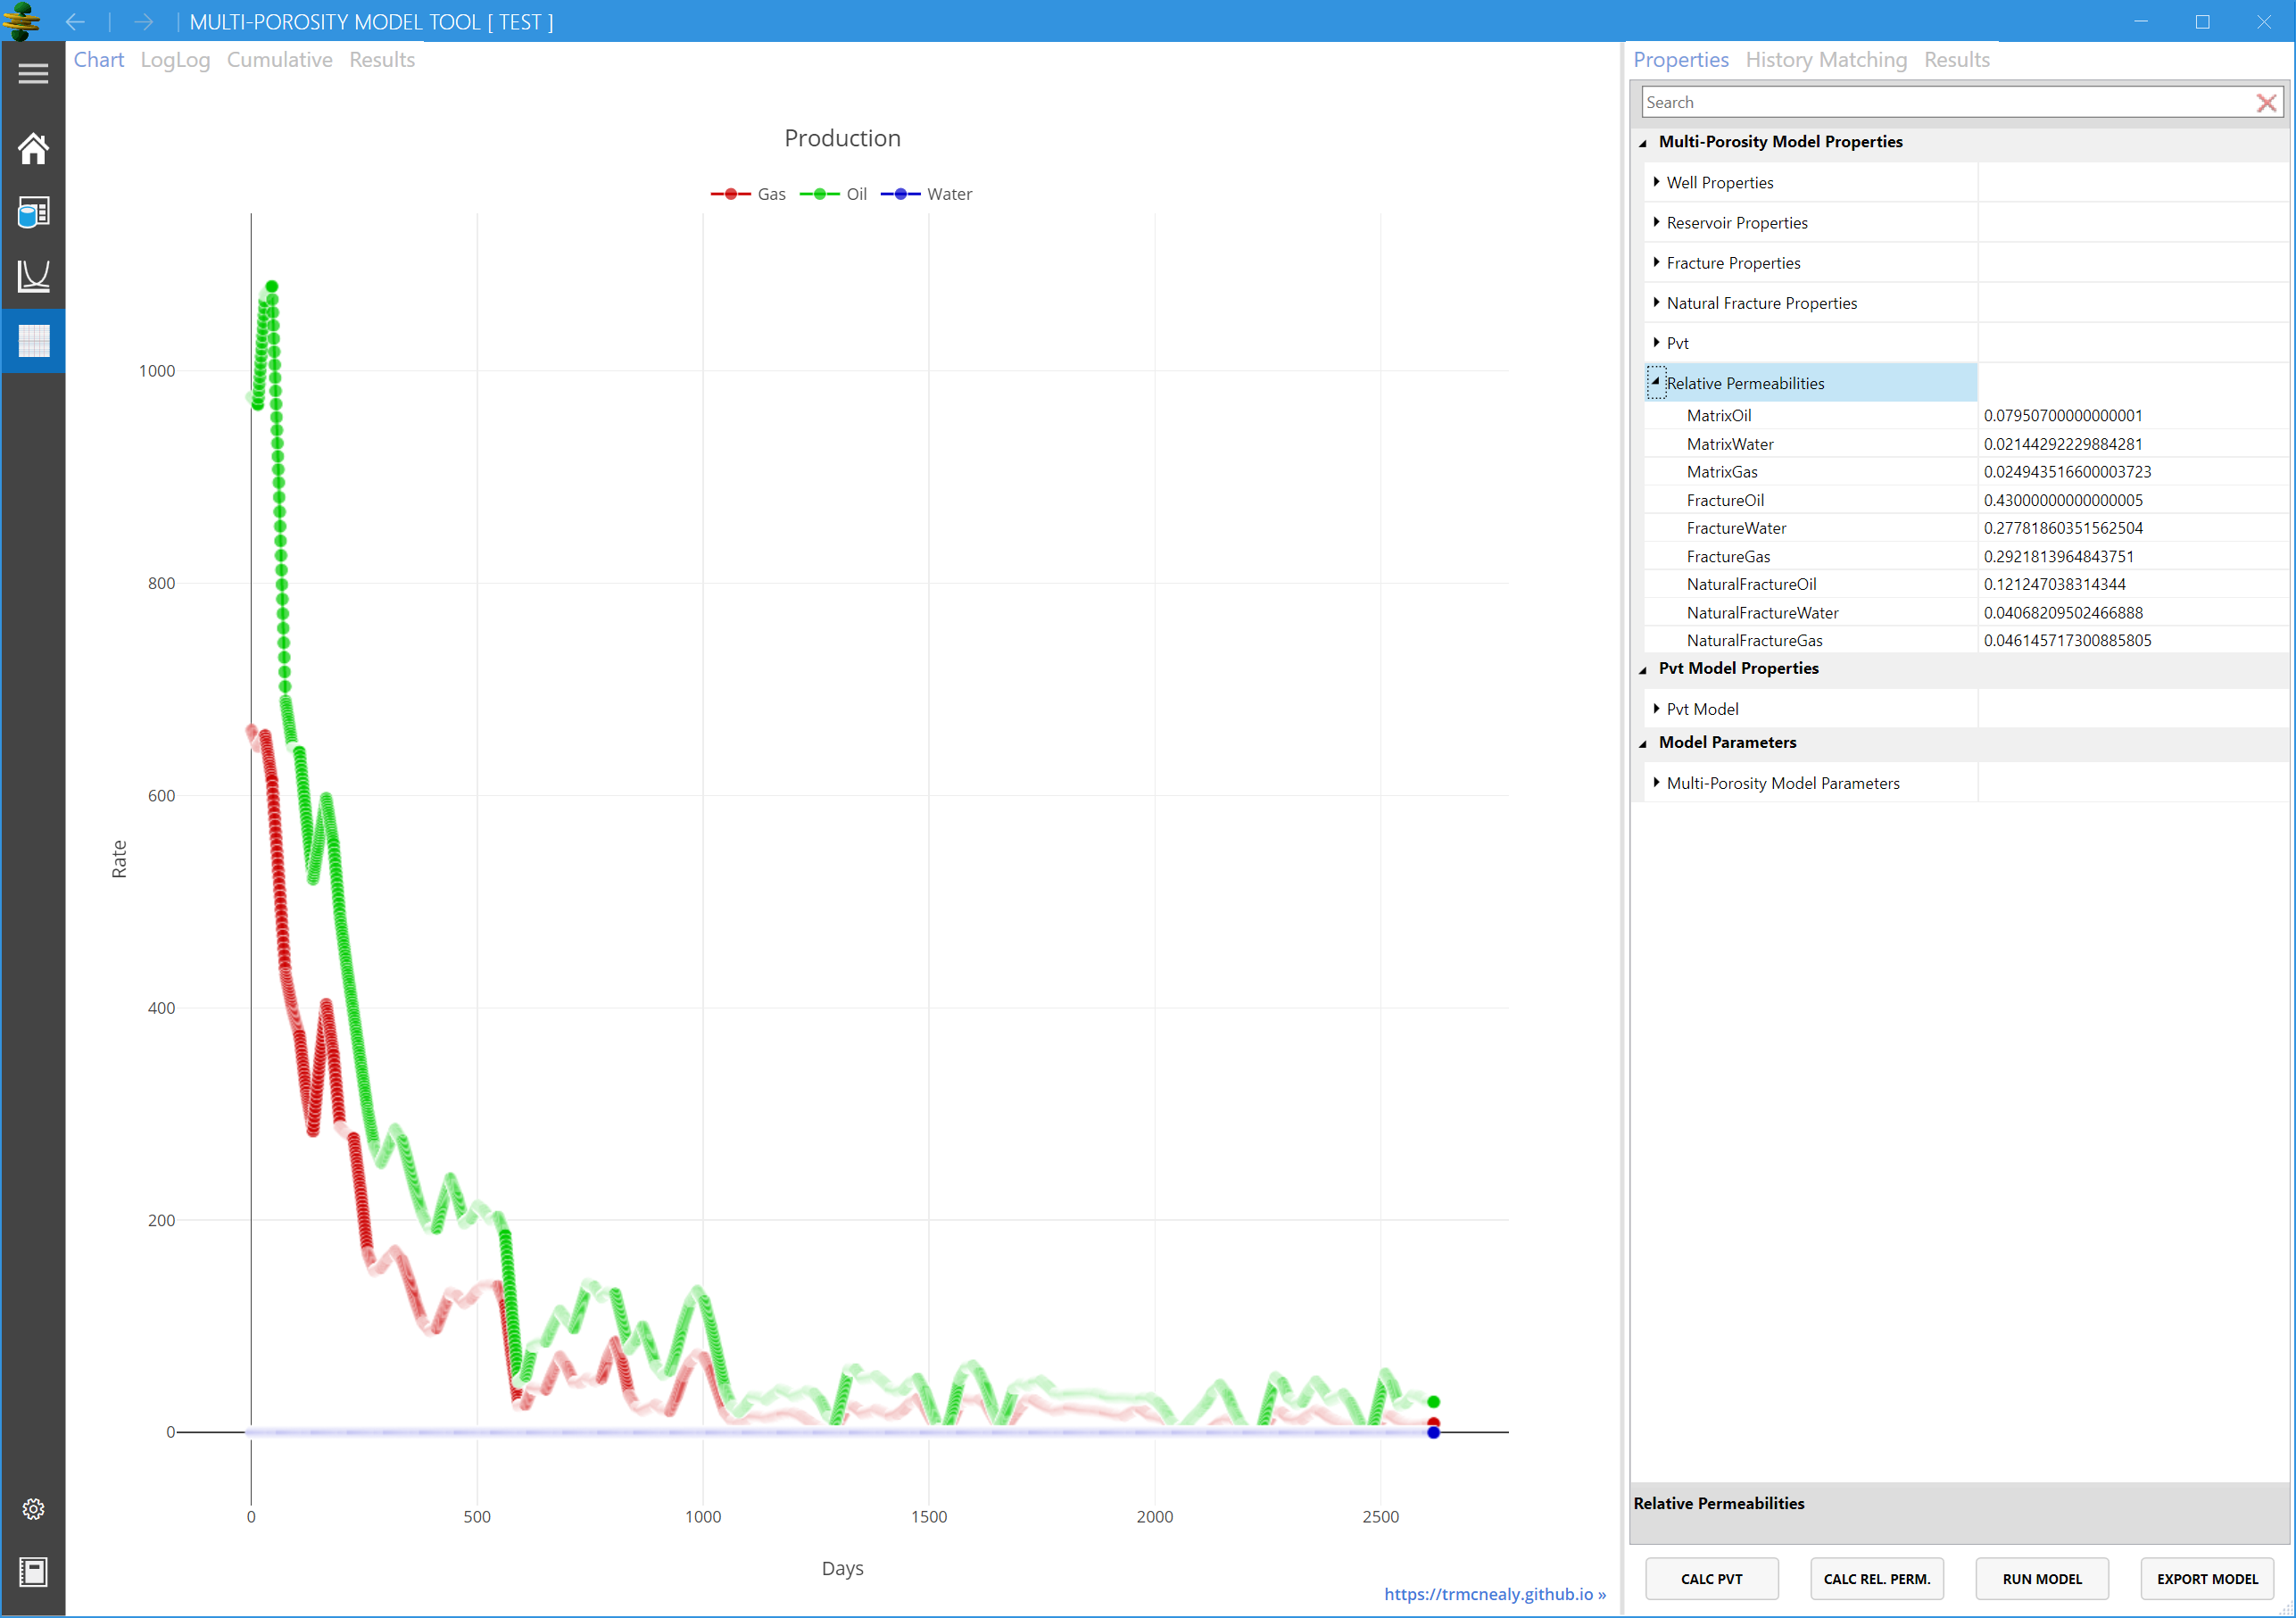 MULTI-POROSITY MODEL TOOL [ TEST ]
Chart LogLog Cumulative Results
Production
Gas Oil Water
1000
800
600
400
200
0
Rate
0 500 1000 1500 2000 2500
Days
https://trmcnealy.github.io »
Properties History Matching Results
Search
Multi-Porosity Model Properties
Well Properties
Reservoir Properties
Fracture Properties
Natural Fracture Properties
Pvt
Relative Permeabilities
MatrixOil 0.07950700000000001
MatrixWater 0.02144292229884281
MatrixGas 0.024943516600003723
FractureOil 0.43000000000000005
FractureWater 0.27781860351562504
FractureGas 0.2921813964843751
NaturalFractureOil 0.121247038314344
NaturalFractureWater 0.04068209502466888
NaturalFractureGas 0.046145717300885805
Pvt Model Properties
Pvt Model
Model Parameters
Multi-Porosity Model Parameters
Relative Permeabilities
CALC PVT CALC REL. PERM. RUN MODEL EXPORT MODEL